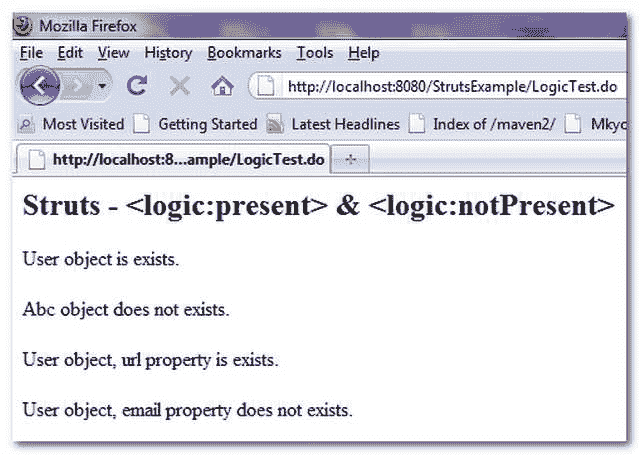 Mozilla Firefox
File Edit View History Bookmarks Tools Help
http://localhost:8080/StrutsExample/LogicTest.do
Most Visited Getting Started Latest Headlines Index of /maven2/ Mkyo
http://localhost:8...ample/LogicTest.do
Struts - <logic:present> & <logic:notPresent>
User object is exists.
Abc object does not exists.
User object, url property is exists.
User object, email property does not exists.